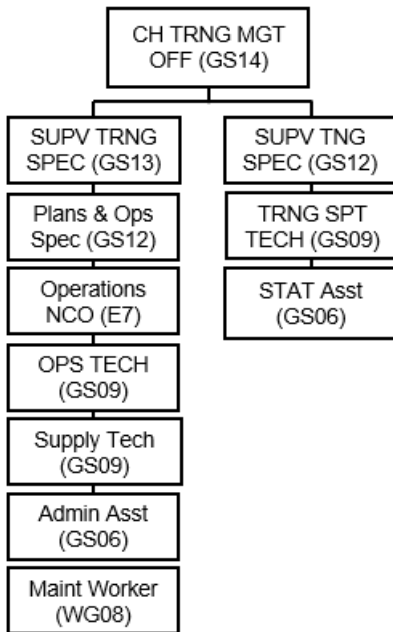 CH TRNG MGT
OFF (GS14)
SUPV TRNG
SPEC (GS13)
Plans & Ops
Spec (GS12)
Operations
NCO (E7)
OPS TECH
(GS09)
Supply Tech
(GS09)
Admin Asst
(GS06)
Maint Worker
(WG08)
SUPV TNG
SPEC (GS12)
TRNG SPT
TECH (GS09)
STAT Asst
(GS06)